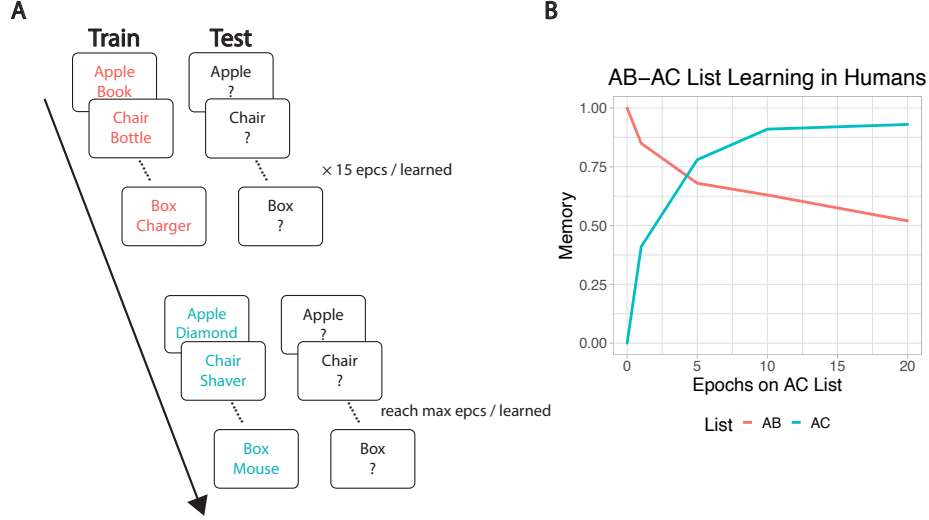 A
Train
Test
Apple
Book
Apple
?
Chair
Bottle
Chair
?
× 15 epcs / learned
Box
Charger
Box
?
Apple
Diamond
Apple
?
Chair
Shaver
Chair
?
reach max epcs / learned
Box
Mouse
Box
?
B
AB−AC List Learning in Humans
Memory
1.00
0.75
0.50
0.25
0.00
0
5
10
15
20
Epochs on AC List
List AB AC